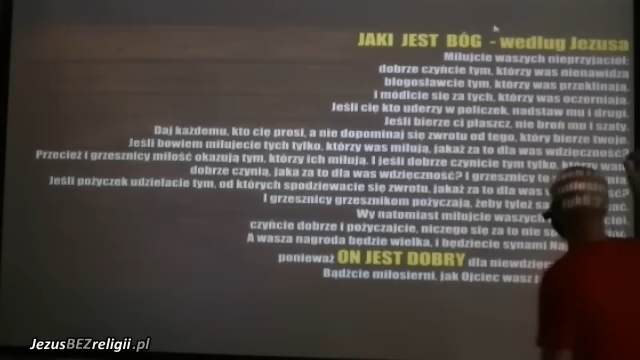 JAKI JEST BÓG - według Jezusa
Miłujcie waszych nieprzyjaciół;
dobrze czyńcie tym, którzy was nienawidzą
błogosławcie tym, którzy was przeklinają,
i módlcie się za tych, którzy was oczerniają.
Jeśli cię kto uderzy w policzek, nadstaw mu i drugi.
Jeśli bierze ci płaszcz, nie broń mu i szaty.
Daj każdemu, kto cię prosi, a nie dopominaj się zwrotu od tego, który bierze twoje.
Jeśli bowiem miłujecie tych tylko, którzy was miłują, jakaż za to dla was wdzięczność?
Przecież i grzesznicy miłość okazują tym, którzy ich miłują. I jeśli dobrze czynicie tym tylko, którzy wam
dobrze czynią, jaka za to dla was wdzięczność? I grzesznicy to
Jeśli pożyczek udzielacie tym, od których spodziewacie się zwrotu, jakaż za to dla was
I grzesznicy grzesznikom pożyczają, żeby tyleż
Wy natomiast miłujcie waszych
czyńcie dobrze i pożyczajcie, niczego się za to nie
A wasza nagroda będzie wielka, i będziecie synami
ponieważ ON JEST DOBRY dla
Bądźcie miłosierni, jak Ojciec wasz
JezusBEZreligii.pl